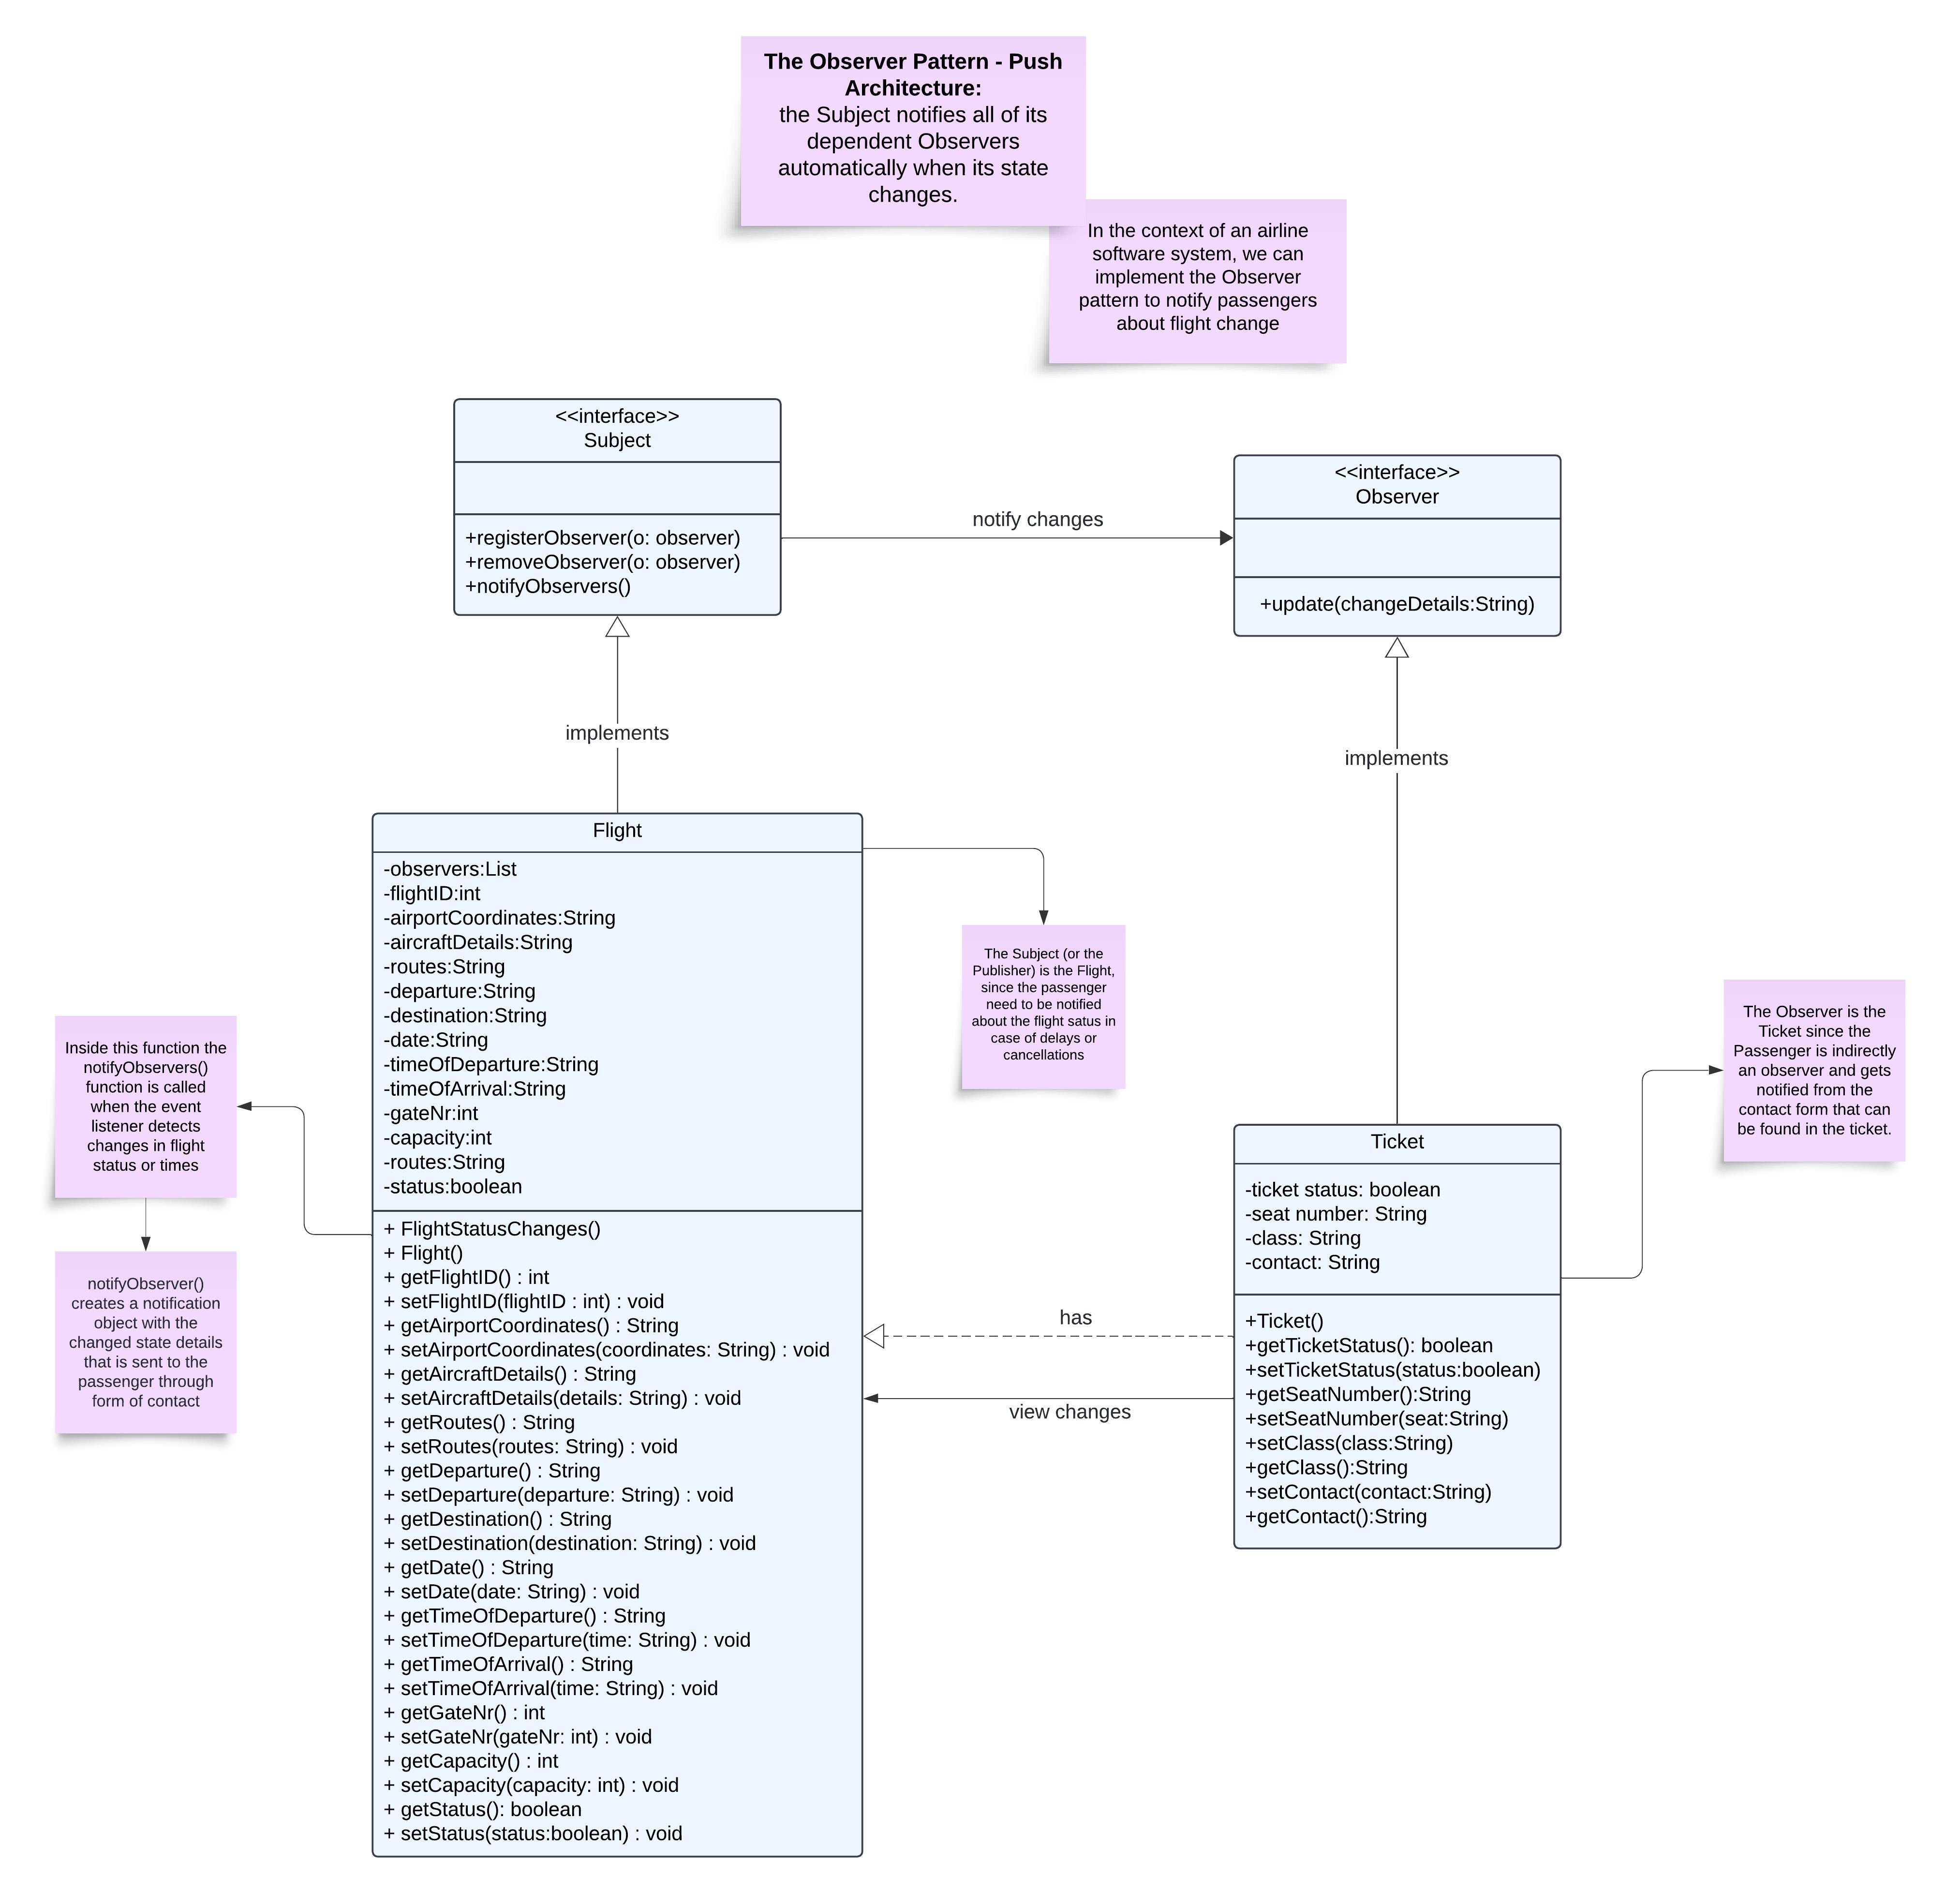 The Observer Pattern - Push
Architecture:
the Subject notifies all of its
dependent Observers
automatically when its state
changes.
In the context of an airline
software system, we can
implement the Observer
pattern to notify passengers
about flight change
<<interface>>
Subject
+registerObserver(o: observer)
+removeObserver(o: observer)
+notifyObservers()
notify changes
<<interface>>
Observer
+update(changeDetails:String)
implements
implements
Flight
-observers:List
-flightID:int
-airportCoordinates:String
-aircraftDetails:String
-routes:String
-departure:String
-destination:String
-date:String
-timeOfDeparture:String
-timeOfArrival:String
-gateNr:int
-capacity:int
-routes:String
-status:boolean
+ FlightStatusChanges()
+ Flight()
+ getFlightID() : int
+ setFlightID(flightID : int) : void
+ getAirportCoordinates() : String
+ setAirportCoordinates(coordinates: String) : void
+ getAircraftDetails() : String
+ setAircraftDetails(details: String) : void
+ getRoutes() : String
+ setRoutes(routes: String) : void
+ getDeparture() : String
+ setDeparture(departure: String) : void
+ getDestination() : String
+ setDestination(destination: String) : void
+ getDate() : String
+ setDate(date: String) : void
+ getTimeOfDeparture() : String
+ setTimeOfDeparture(time: String) : void
+ getTimeOfArrival() : String
+ setTimeOfArrival(time: String) : void
+ getGateNr() : int
+ setGateNr(gateNr: int) : void
+ getCapacity() : int
+ setCapacity(capacity: int) : void
+ getStatus(): boolean
+ setStatus(status:boolean) : void
The Subject (or the
Publisher) is the Flight,
since the passenger
need to be notified
about the flight satus in
case of delays or
cancellations
The Observer is the
Ticket since the
Passenger is indirectly
an observer and gets
notified from the
contact form that can
be found in the ticket.
Inside this function the
notifyObservers()
function is called
when the event
listener detects
changes in flight
status or times
notifyObserver()
creates a notification
object with the
changed state details
that is sent to the
passenger through
form of contact
Ticket
-ticket status: boolean
-seat number: String
-class: String
-contact: String
+Ticket()
+getTicketStatus(): boolean
+setTicketStatus(status:boolean)
+getSeatNumber():String
+setSeatNumber(seat:String)
+setClass(class:String)
+getClass():String
+setContact(contact:String)
+getContact():String
has
view changes